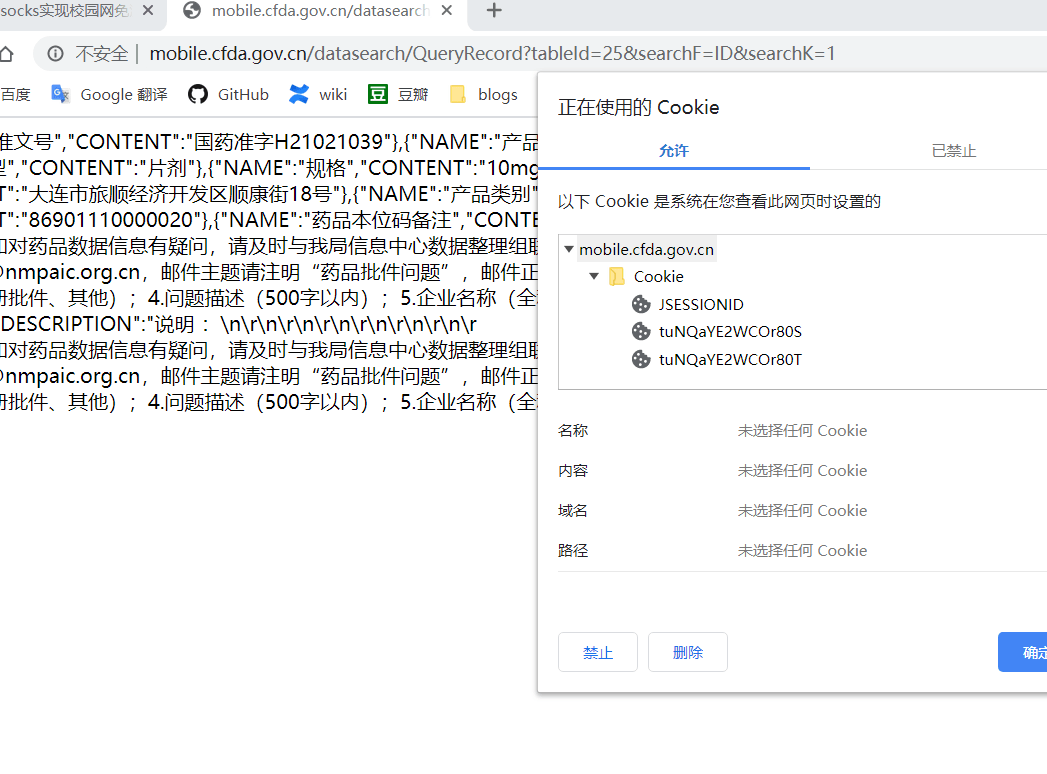 socks实现校园网免
mobile.cfda.gov.cn/datasearch
不安全 mobile.cfda.gov.cn/datasearch/QueryRecord?tableId=25&searchF=ID&searchK=1
百度 Google 翻译 GitHub wiki 豆瓣 blogs
准文号","CONTENT":"国药准字H21021039"},{"NAME":"产品
型","CONTENT":"片剂"},{"NAME":"规格","CONTENT":"10mg
T":"大连市旅顺经济开发区顺康街18号"},{"NAME":"产品类别"
T":"86901110000020"},{"NAME":"药品本位码备注","CONTE
如对药品数据信息有疑问，请及时与我局信息中心数据整理组联
@nmpaic.org.cn，邮件主题请注明“药品批件问题”，邮件正
册批件、其他）；4.问题描述（500字以内）；5.企业名称（全
DESCRIPTION":"说明 ：\n\r\n\r\n\r\n\r\n\r\n\r\n\r
如对药品数据信息有疑问，请及时与我局信息中心数据整理组联
@nmpaic.org.cn，邮件主题请注明“药品批件问题”，邮件正
册批件、其他）；4.问题描述（500字以内）；5.企业名称（全
正在使用的 Cookie
允许 已禁止
以下 Cookie 是系统在您查看此网页时设置的
mobile.cfda.gov.cn
Cookie
JSESSIONID
tuNQaYE2WCOr80S
tuNQaYE2WCOr80T
名称 未选择任何 Cookie
内容 未选择任何 Cookie
域名 未选择任何 Cookie
路径 未选择任何 Cookie
禁止 删除 确定